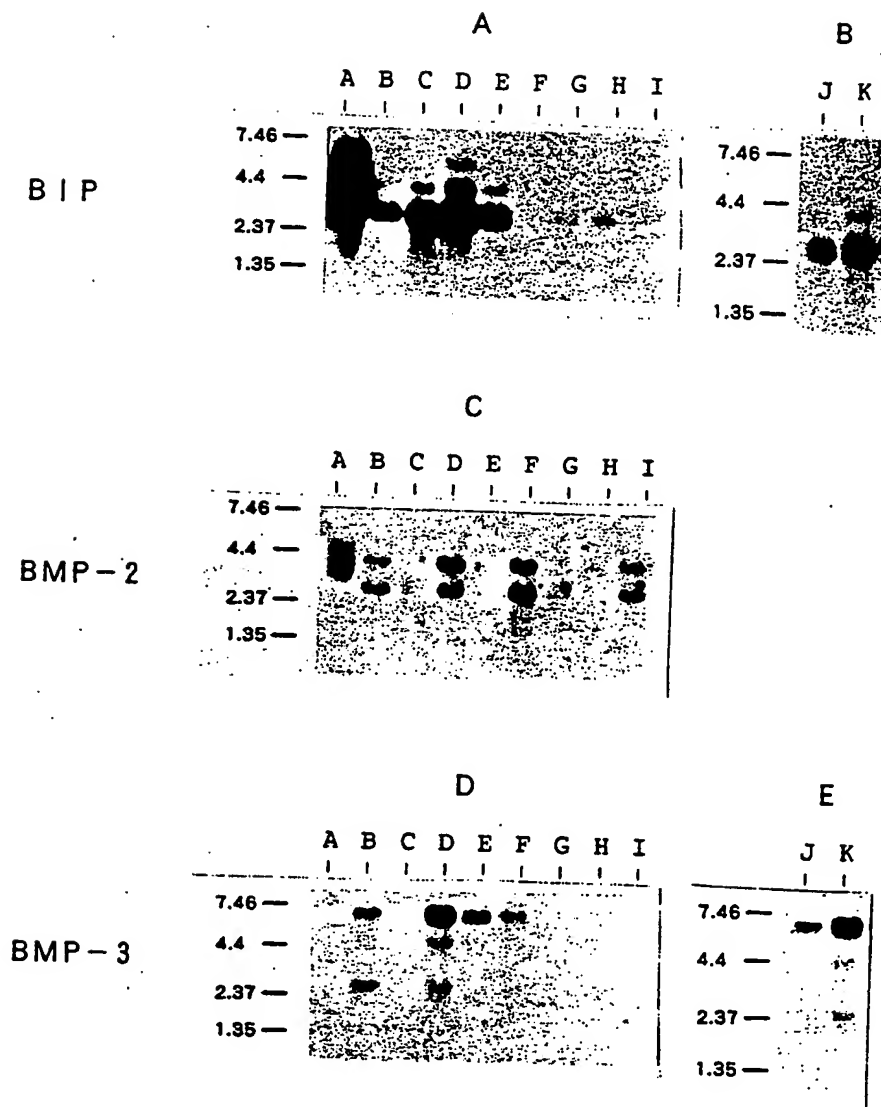 A
B
A B C D E F G H I
J K
BIP
7.46
4.4
2.37
1.35
7.46
4.4
2.37
1.35
C
A B C D E F G H I
BMP-2
7.46
4.4
2.37
1.35
D
E
A B C D E F G H I
J K
BMP-3
7.46
4.4
2.37
1.35
7.46
4.4
2.37
1.35